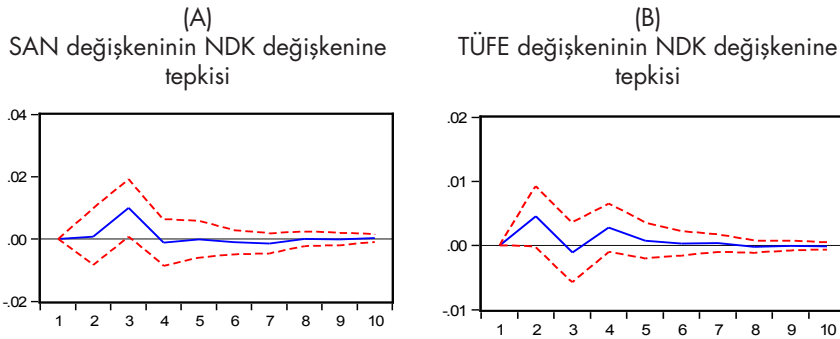 (A)
SAN değişkeninin NDK değişkenine
tepkisi
.04
.02
.00
-.02
1 2 3 4 5 6 7 8 9 10
(B)
TÜFE değişkeninin NDK değişkenine
tepkisi
.02
.01
.00
-.01
1 2 3 4 5 6 7 8 9 10